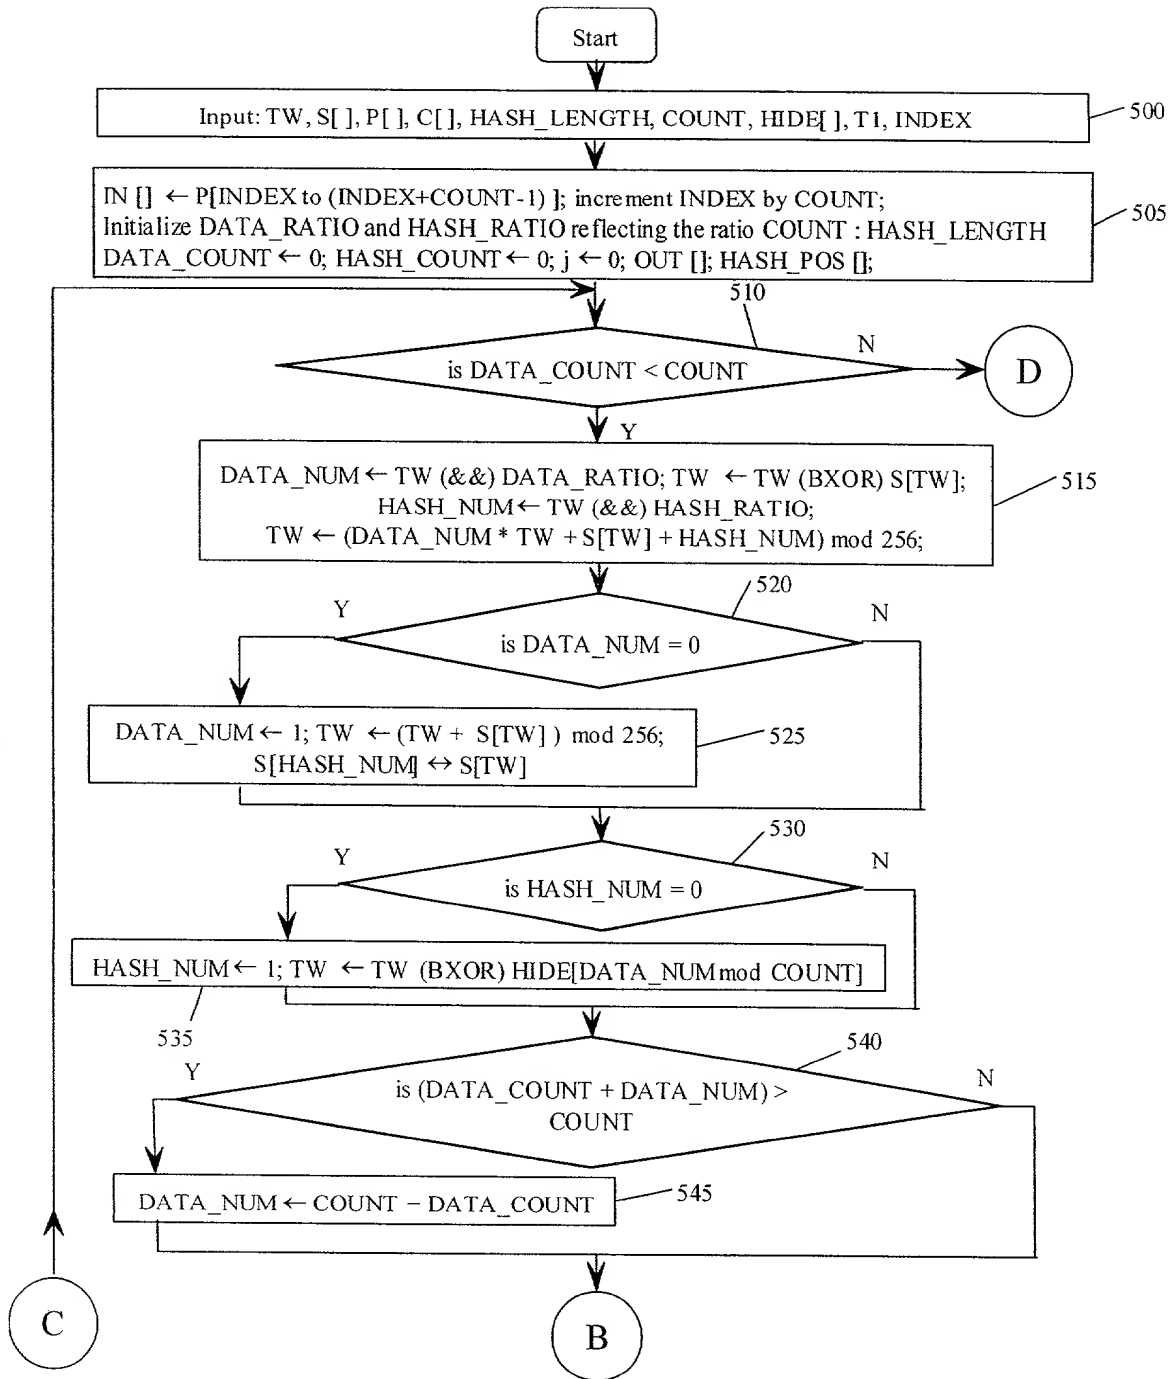 Start
Input: TW, S[ ], P[ ], C[ ], HASH_LENGTH, COUNT, HIDE[ ], T1, INDEX
500
IN [] ← P[INDEX to (INDEX+COUNT-1) ]; increment INDEX by COUNT;
Initialize DATA_RATIO and HASH_RATIO reflecting the ratio COUNT : HASH_LENGTH
DATA_COUNT ← 0; HASH_COUNT ← 0; j ← 0; OUT []; HASH_POS [];
505
510
is DATA_COUNT < COUNT
N
D
Y
DATA_NUM ← TW (&&) DATA_RATIO; TW ← TW (BXOR) S[TW];
HASH_NUM ← TW (&&) HASH_RATIO;
TW ← (DATA_NUM * TW + S[TW] + HASH_NUM) mod 256;
515
520
Y
N
is DATA_NUM = 0
DATA_NUM ← 1; TW ← (TW + S[TW] ) mod 256;
S[HASH_NUM] ↔ S[TW]
525
530
Y
N
is HASH_NUM = 0
HASH_NUM ← 1; TW ← TW (BXOR) HIDE[DATA_NUM mod COUNT]
535
540
Y
N
is (DATA_COUNT + DATA_NUM) >
COUNT
DATA_NUM ← COUNT − DATA_COUNT
545
C
B